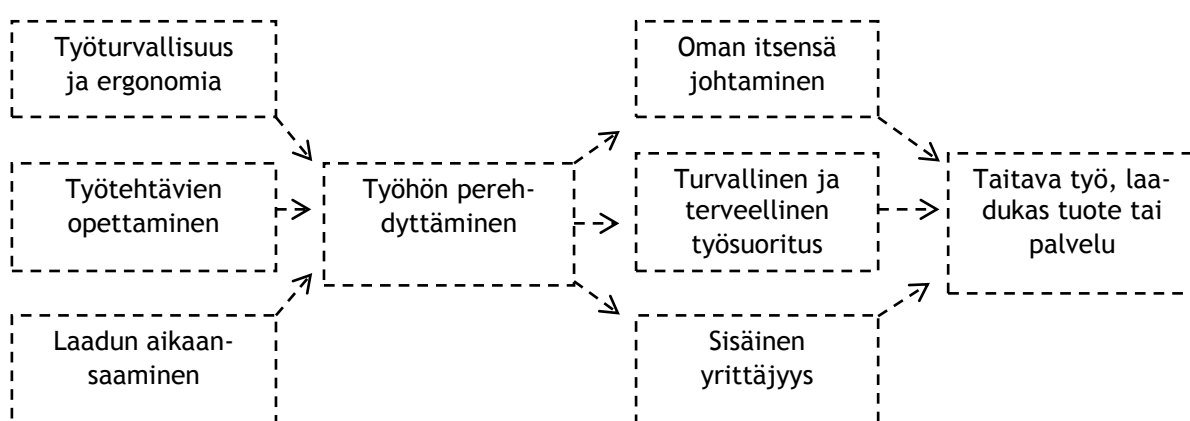 Työturvallisuus
ja ergonomia
Työtehtävien
opettaminen
Laadun aikaan-
saaminen
Työhön pereh-
dyttäminen
Oman itsensä
johtaminen
Turvallinen ja
terveellinen
työsuoritus
Sisäinen
yrittäjyys
Taitava työ, laa-
dukas tuote tai
palvelu